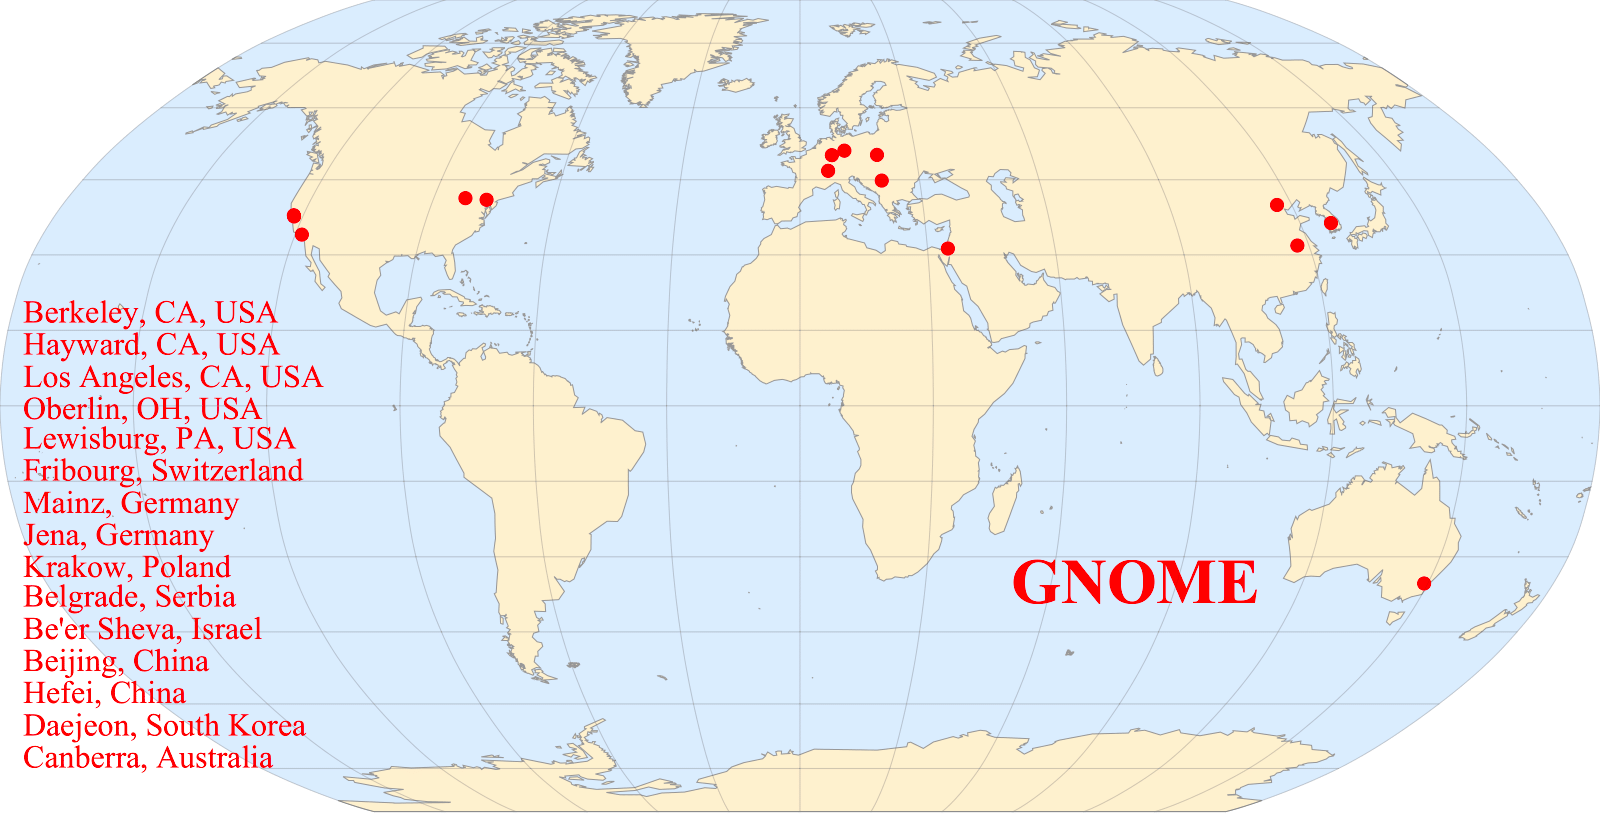 Berkeley, CA, USA
Hayward, CA, USA
Los Angeles, CA, USA
Oberlin, OH, USA
Lewisburg, PA, USA
Fribourg, Switzerland
Mainz, Germany
Jena, Germany
Krakow, Poland
Belgrade, Serbia
Be'er Sheva, Israel
Beijing, China
Hefei, China
Daejeon, South Korea
Canberra, Australia
GNOME